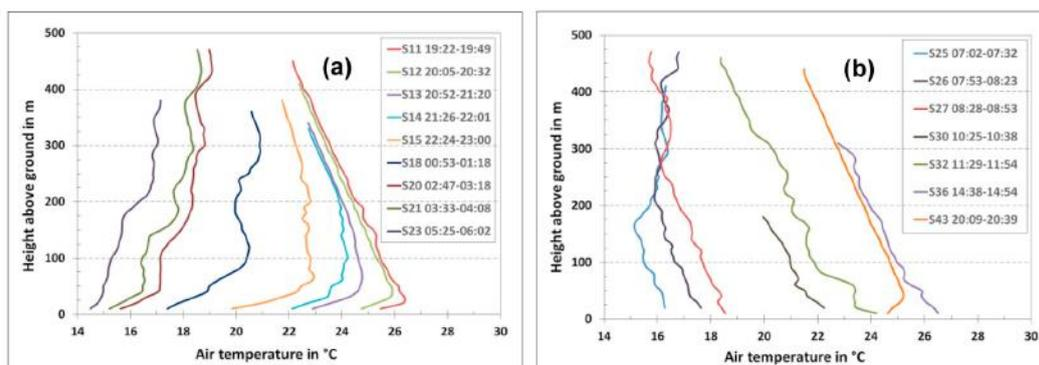 (a)
Height above ground in m
500
400
300
200
100
0
14 16 18 20 22 24 26 28 30
Air temperature in °C
S11 19:22-19:49
S12 20:05-20:32
S13 20:52-21:20
S14 21:26-22:01
S15 22:24-23:00
S18 00:53-01:18
S20 02:47-03:18
S21 03:33-04:08
S23 05:25-06:02
(b)
Height above ground in m
500
400
300
200
100
0
14 16 18 20 22 24 26 28 30
Air temperature in °C
S25 07:02-07:32
S26 07:53-08:23
S27 08:28-08:53
S30 10:25-10:38
S32 11:29-11:54
S36 14:38-14:54
S43 20:09-20:39